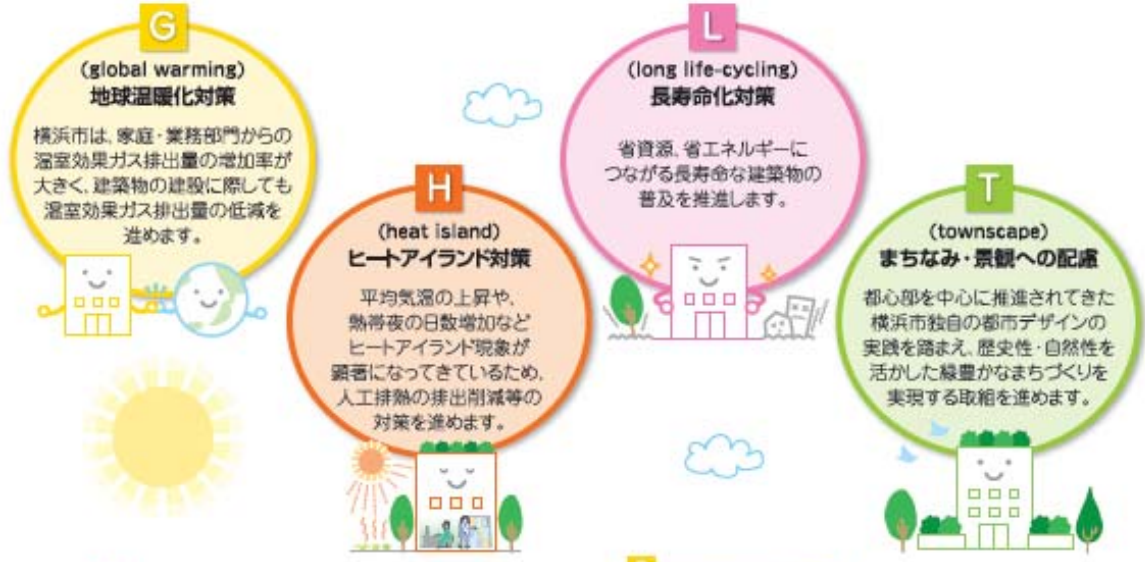 G
(global warming)
地球温暖化対策
横浜市は、家庭・業務部門からの
温室効果ガス排出量の増加率が
大きく、建築物の建設に際しても
温室効果ガス排出量の低減を
進めます。
H
(heat island)
ヒートアイランド対策
平均気温の上昇や、
熱帯夜の日数増加など
ヒートアイランド現象が
顕著になってきているため、
人工排熱の排出削減等の
対策を進めます。
L
(long life-cycling)
長寿命化対策
省資源、省エネルギーに
つながる長寿命な建築物の
普及を推進します。
T
(townscape)
まちなみ・景観への配慮
都心部を中心に推進されてきた
横浜市独自の都市デザインの
実践を踏まえ、歴史性・自然性を
活かした緑豊かなまちづくりを
実現する取組を進めます。